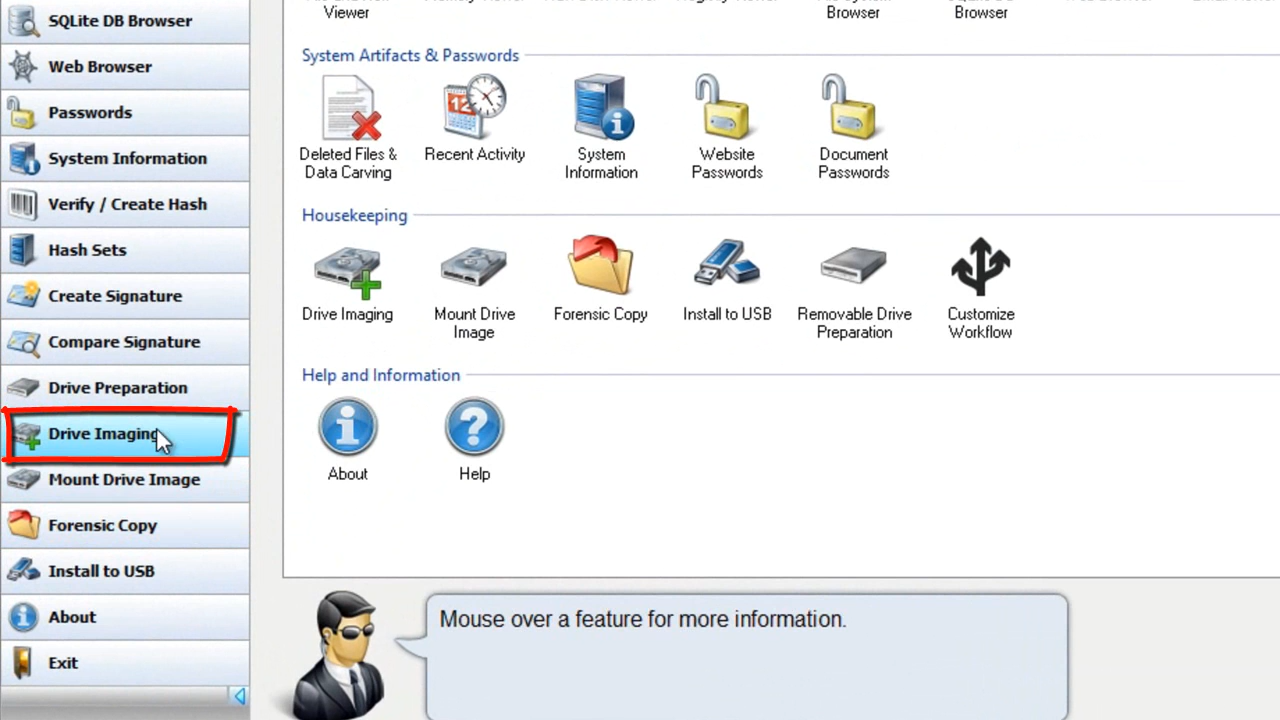 SQLite DB Browser
Web Browser
Passwords
System Information
Verify / Create Hash
Hash Sets
Create Signature
Compare Signature
Drive Preparation
Drive Imaging
Mount Drive Image
Forensic Copy
Install to USB
About
Exit
Viewer
Browser
Browser
System Artifacts & Passwords
Deleted Files &
Data Carving
Recent Activity
System
Information
Website
Passwords
Document
Passwords
Housekeeping
12
Drive Imaging
Mount Drive
Image
Forensic Copy
Install to USB
Removable Drive
Preparation
Customize
Workflow
Help and Information
About
Help
Mouse over a feature for more information.